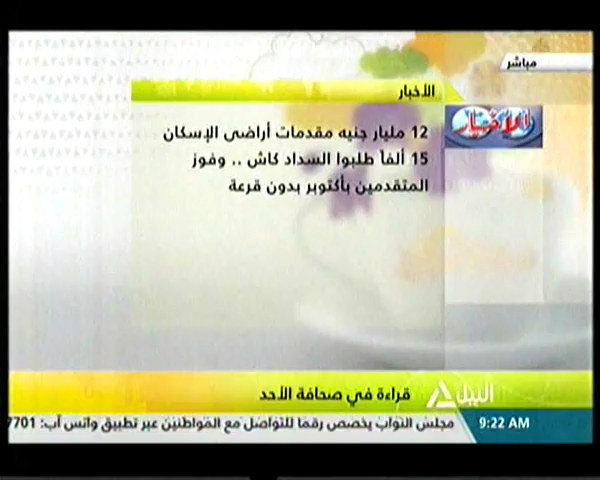 مباشر
الأخبار
الأخبار
12 مليار جنيه مقدمات أراضى الإسكان
15 ألفاً طلبوا السداد كاش .. وفوز
المتقدمين بأكتوبر بدون قرعة
النيل
قراءة في صحافة الأحد
9:22 AM
مجلس النواب يخصص رقما للتواصل مع المواطنين عبر تطبيق واتس آب: 7701